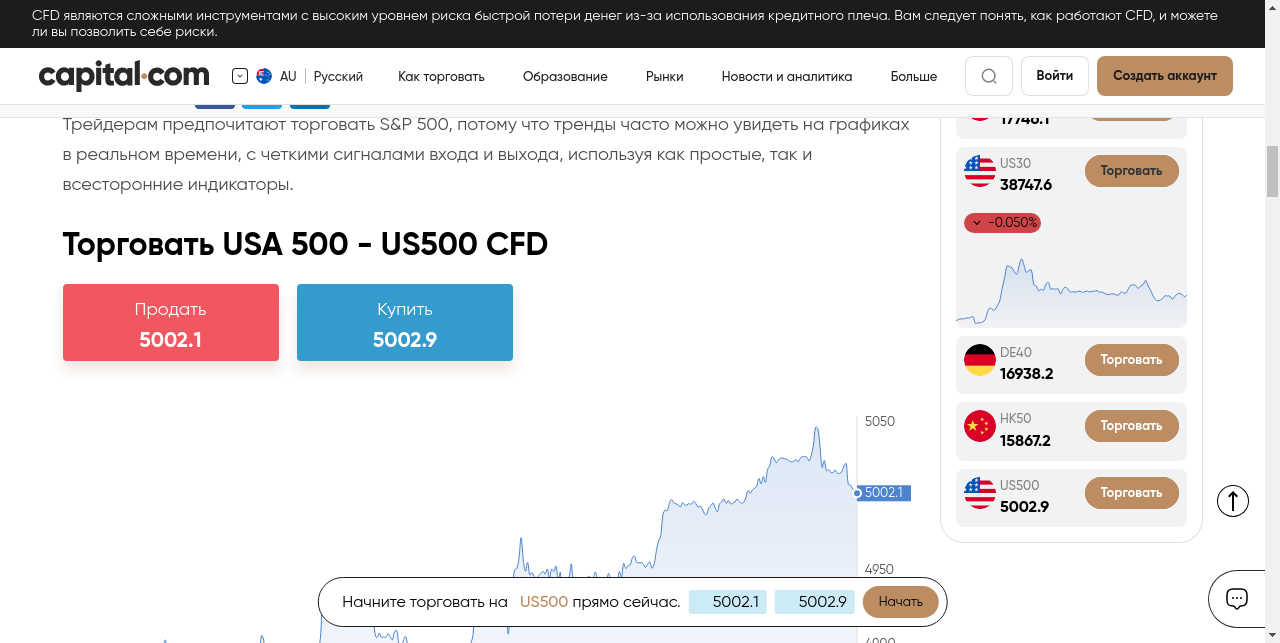 CFD являются сложными инструментами с высоким уровнем риска быстрой потери денег из-за использования кредитного плеча. Вам следует понять, как работают CFD, и можете
ли вы позволить себе риски.
capital.com AU Русский Как торговать Образование Рынки Новости и аналитика Больше Войти Создать аккаунт
Трейдерам предпочитают торговать S&P 500, потому что тренды часто можно увидеть на графиках
в реальном времени, с четкими сигналами входа и выхода, используя как простые, так и
всесторонние индикаторы.
Торговать USA 500 - US500 CFD
Продать
5002.1
Купить
5002.9
5050
5002.1
4950
4900
17746.1
US30
38747.6
Торговать
-0.050%
DE40
16938.2
Торговать
HK50
15867.2
Торговать
US500
5002.9
Торговать
Начните торговать на US500 прямо сейчас. 5002.1 5002.9 Начать